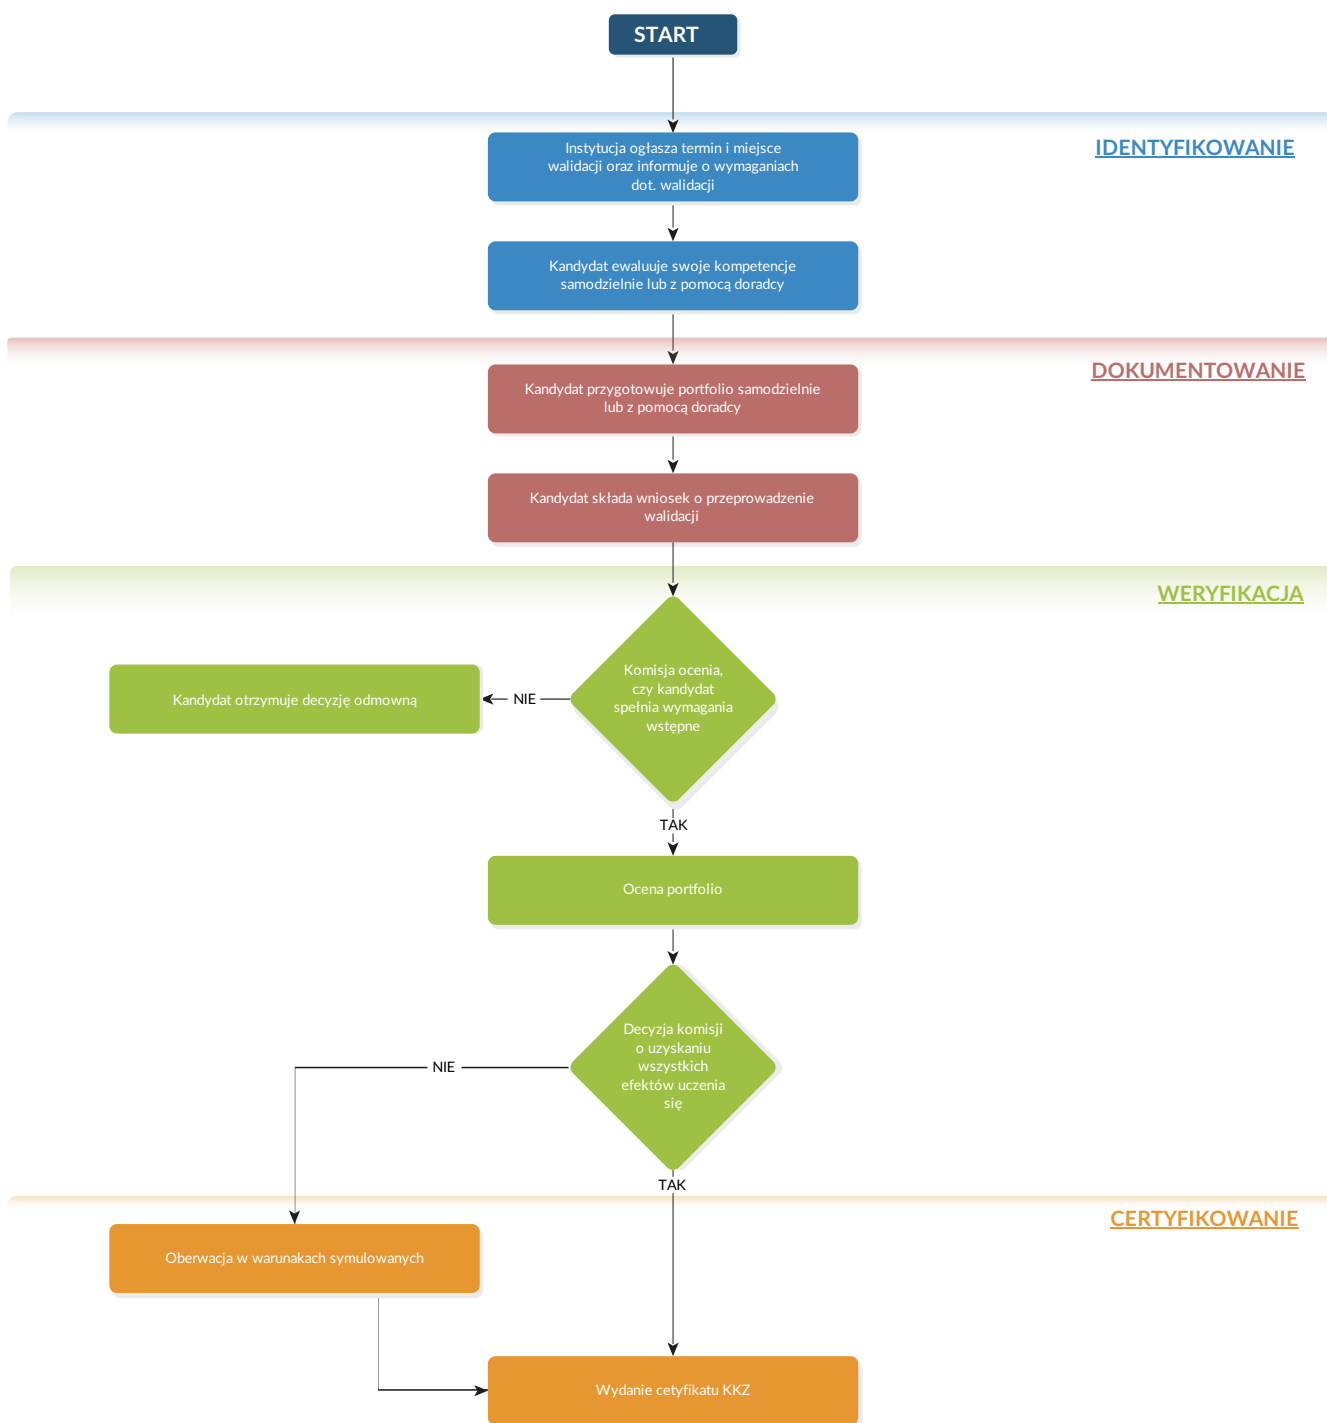 START
IDENTYFIKOWANIE
Instytucja ogłasza termin i miejsce
walidacji oraz informuje o wymaganiach
dot. walidacji
Kandydat ewaluuje swoje kompetencje
samodzielnie lub z pomocą doradcy
DOKUMENTOWANIE
Kandydat przygotowuje portfolio samodzielnie
lub z pomocą doradcy
Kandydat składa wniosek o przeprowadzenie
walidacji
WERYFIKACJA
Komisja ocenia,
czy kandydat
spełnia wymagania
wstępne
NIE
Kandydat otrzymuje decyzję odmowną
TAK
Ocena portfolio
Decyzja komisji
o uzyskaniu
wszystkich
efektów uczenia
się
NIE
TAK
CERTYFIKOWANIE
Oberwacja w warunakach symulowanych
Wydanie cetyfikatu KKZ